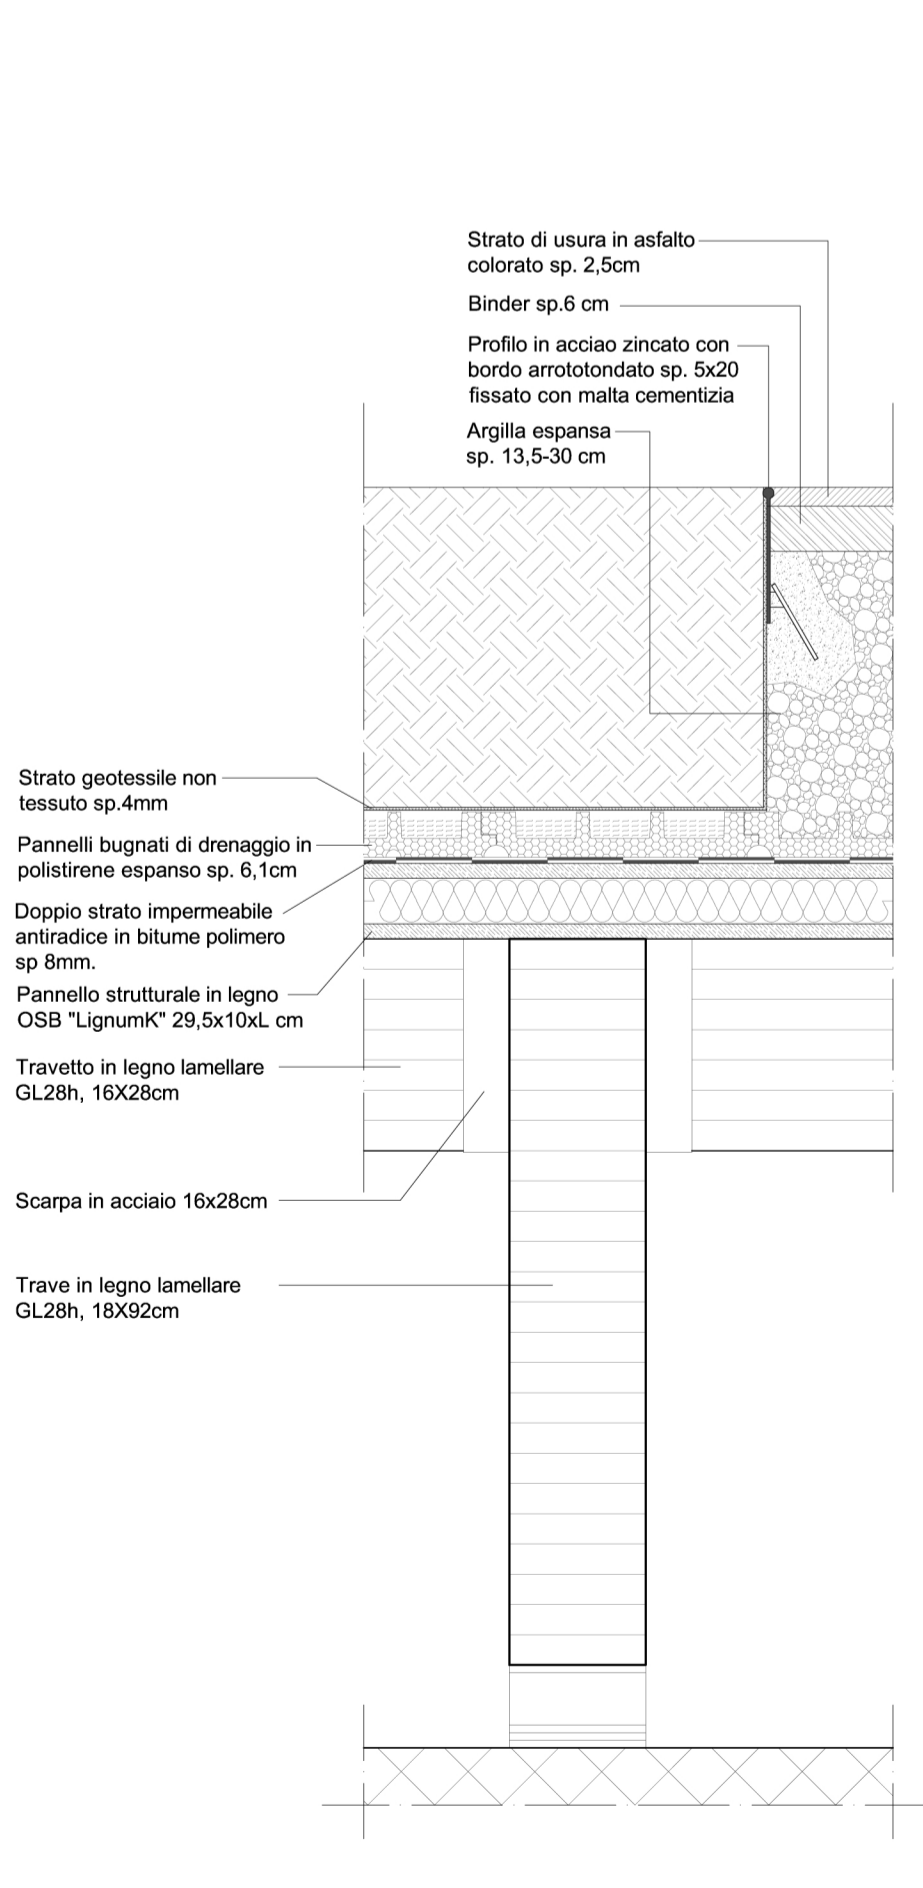 Strato di usura in asfalto
colorato sp. 2,5cm
Binder sp.6 cm
Profilo in acciao zincato con
bordo arrototondato sp. 5x20
fissato con malta cementizia
Argilla espansa
sp. 13,5-30 cm
Strato geotessile non
tessuto sp.4mm
Pannelli bugnati di drenaggio in
polistirene espanso sp. 6,1cm
Doppio strato impermeabile
antiradice in bitume polimero
sp 8mm.
Pannello strutturale in legno
OSB "LignumK" 29,5x10xL cm
Travetto in legno lamellare
GL28h, 16X28cm
Scarpa in acciaio 16x28cm
Trave in legno lamellare
GL28h, 18X92cm